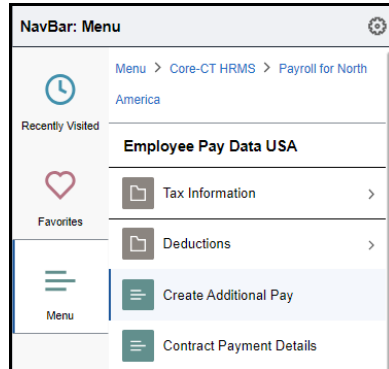 NavBar: Menu
Recently Visited
Favorites
Menu
Menu > Core-CT HRMS > Payroll for North
America
Employee Pay Data USA
Tax Information
Deductions
Create Additional Pay
Contract Payment Details